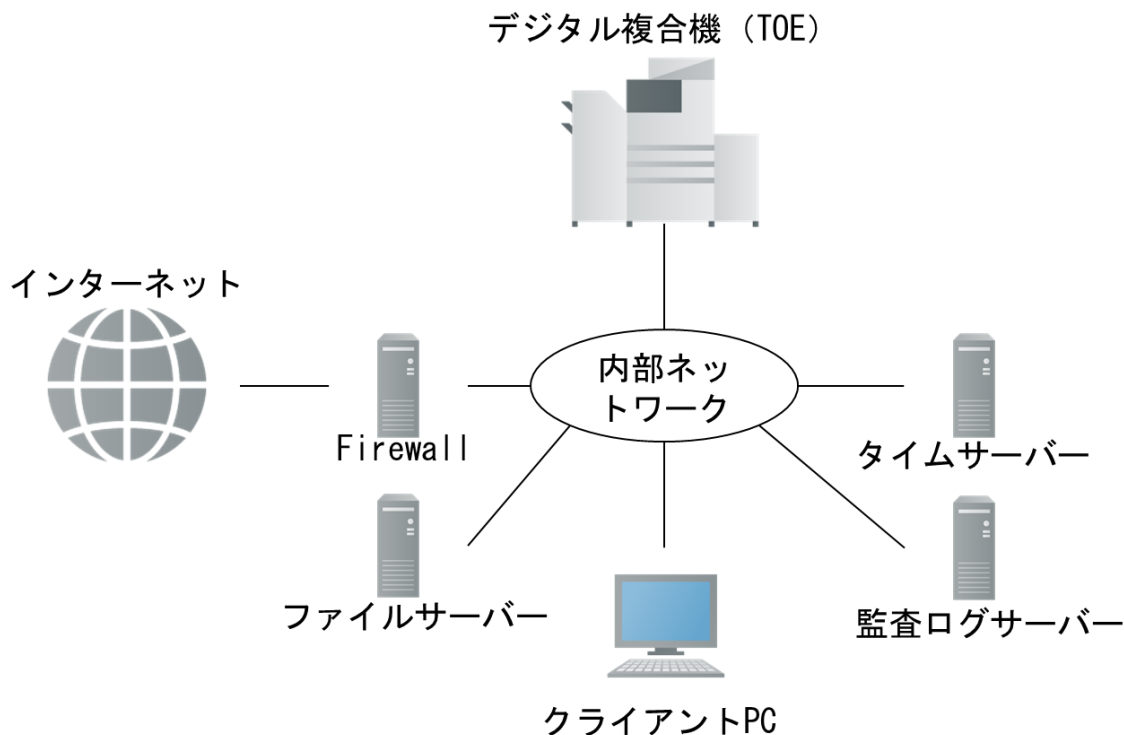 デジタル複合機（TOE）
インターネット
内部ネッ
トワーク
Firewall
タイムサーバー
ファイルサーバー
監査ログサーバー
クライアントPC